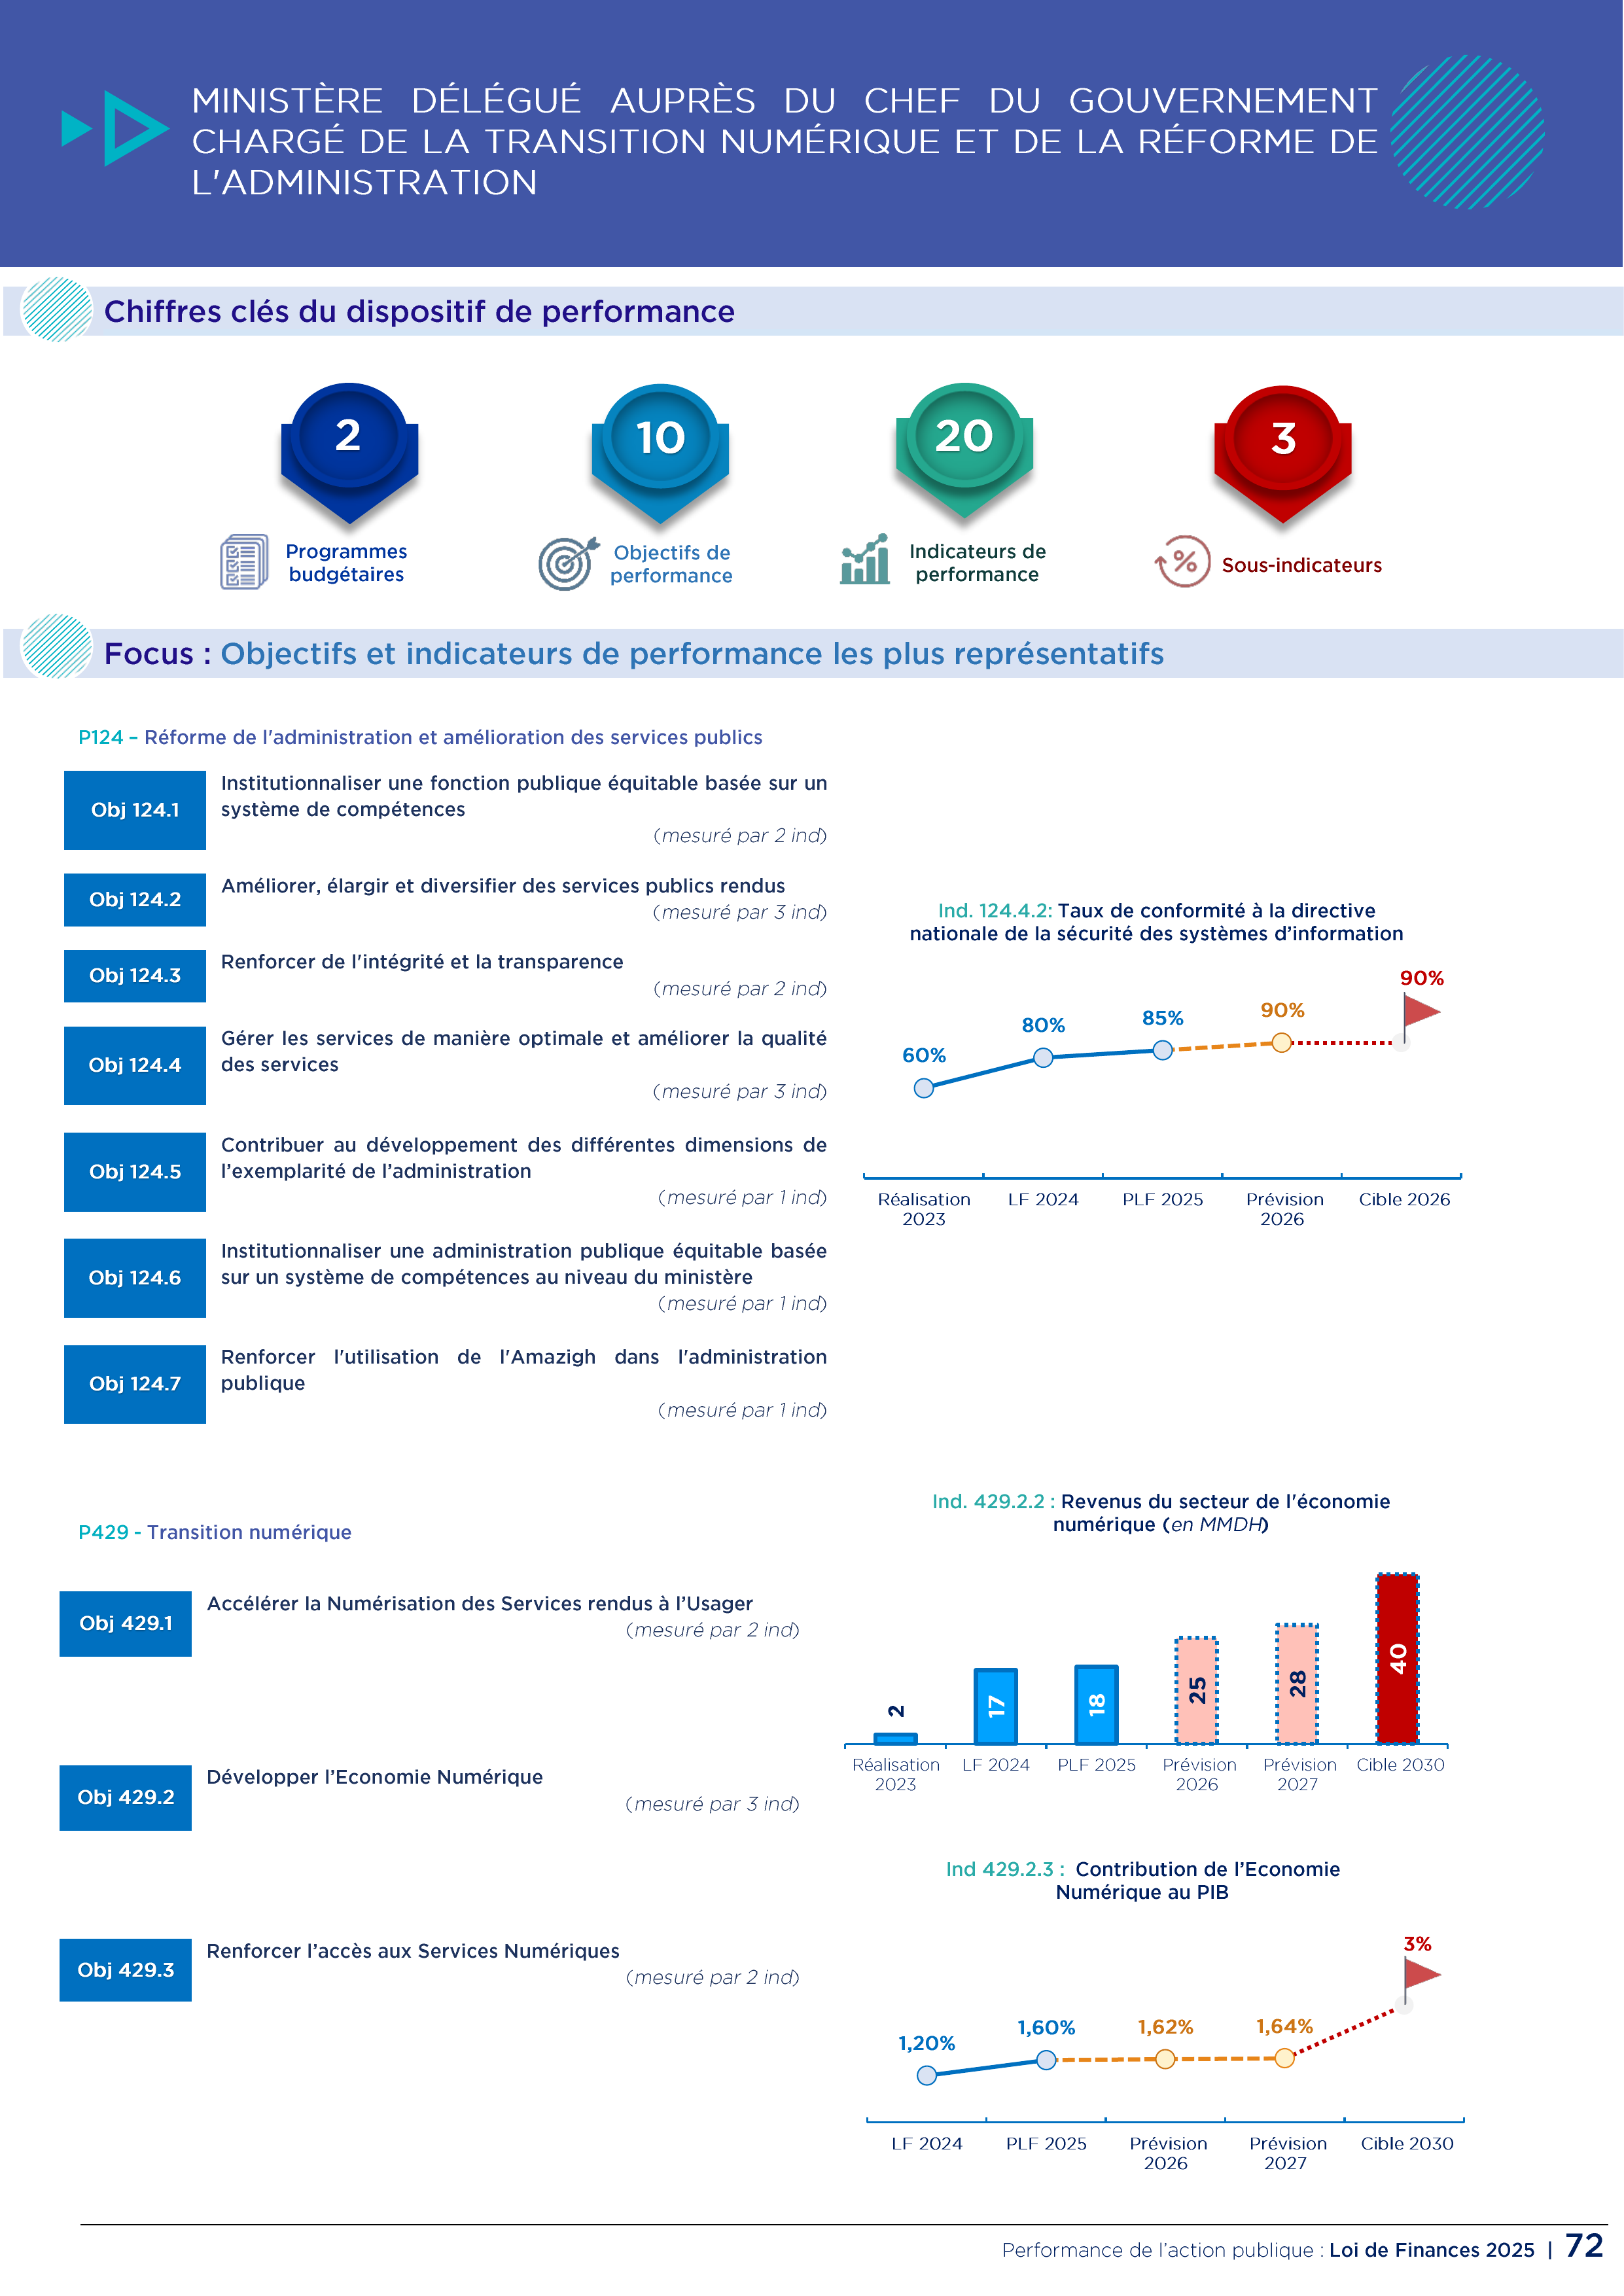 MINISTÈRE DÉLÉGUÉ AUPRÈS DU CHEF DU GOUVERNEMENT
CHARGÉ DE LA TRANSITION NUMÉRIQUE ET DE LA RÉFORME DE
L'ADMINISTRATION
Chiffres clés du dispositif de performance
2
10
20
3
Programmes
budgétaires
Objectifs de
performance
Indicateurs de
performance
%
Sous-indicateurs
Focus : Objectifs et indicateurs de performance les plus représentatifs
P124 – Réforme de l'administration et amélioration des services publics
Obj 124.1
Institutionnaliser une fonction publique équitable basée sur un
système de compétences
(mesuré par 2 ind)
Obj 124.2
Améliorer, élargir et diversifier des services publics rendus
(mesuré par 3 ind)
Obj 124.3
Renforcer de l'intégrité et la transparence
(mesuré par 2 ind)
Obj 124.4
Gérer les services de manière optimale et améliorer la qualité
des services
(mesuré par 3 ind)
Obj 124.5
Contribuer au développement des différentes dimensions de
l’exemplarité de l’administration
(mesuré par 1 ind)
Obj 124.6
Institutionnaliser une administration publique équitable basée
sur un système de compétences au niveau du ministère
(mesuré par 1 ind)
Obj 124.7
Renforcer l'utilisation de l'Amazigh dans l'administration
publique
(mesuré par 1 ind)
Ind. 124.4.2: Taux de conformité à la directive
nationale de la sécurité des systèmes d’information
60%
80%
85%
90%
90%
Réalisation
2023
LF 2024
PLF 2025
Prévision
2026
Cible 2026
P429 - Transition numérique
Obj 429.1
Accélérer la Numérisation des Services rendus à l’Usager
(mesuré par 2 ind)
Obj 429.2
Développer l’Economie Numérique
(mesuré par 3 ind)
Obj 429.3
Renforcer l’accès aux Services Numériques
(mesuré par 2 ind)
Ind. 429.2.2 : Revenus du secteur de l'économie
numérique (en MMDH)
2
17
18
25
28
40
Réalisation
2023
LF 2024
PLF 2025
Prévision
2026
Prévision
2027
Cible 2030
Ind 429.2.3 : Contribution de l’Economie
Numérique au PIB
1,20%
1,60%
1,62%
1,64%
3%
LF 2024
PLF 2025
Prévision
2026
Prévision
2027
Cible 2030
Performance de l’action publique : Loi de Finances 2025 | 72